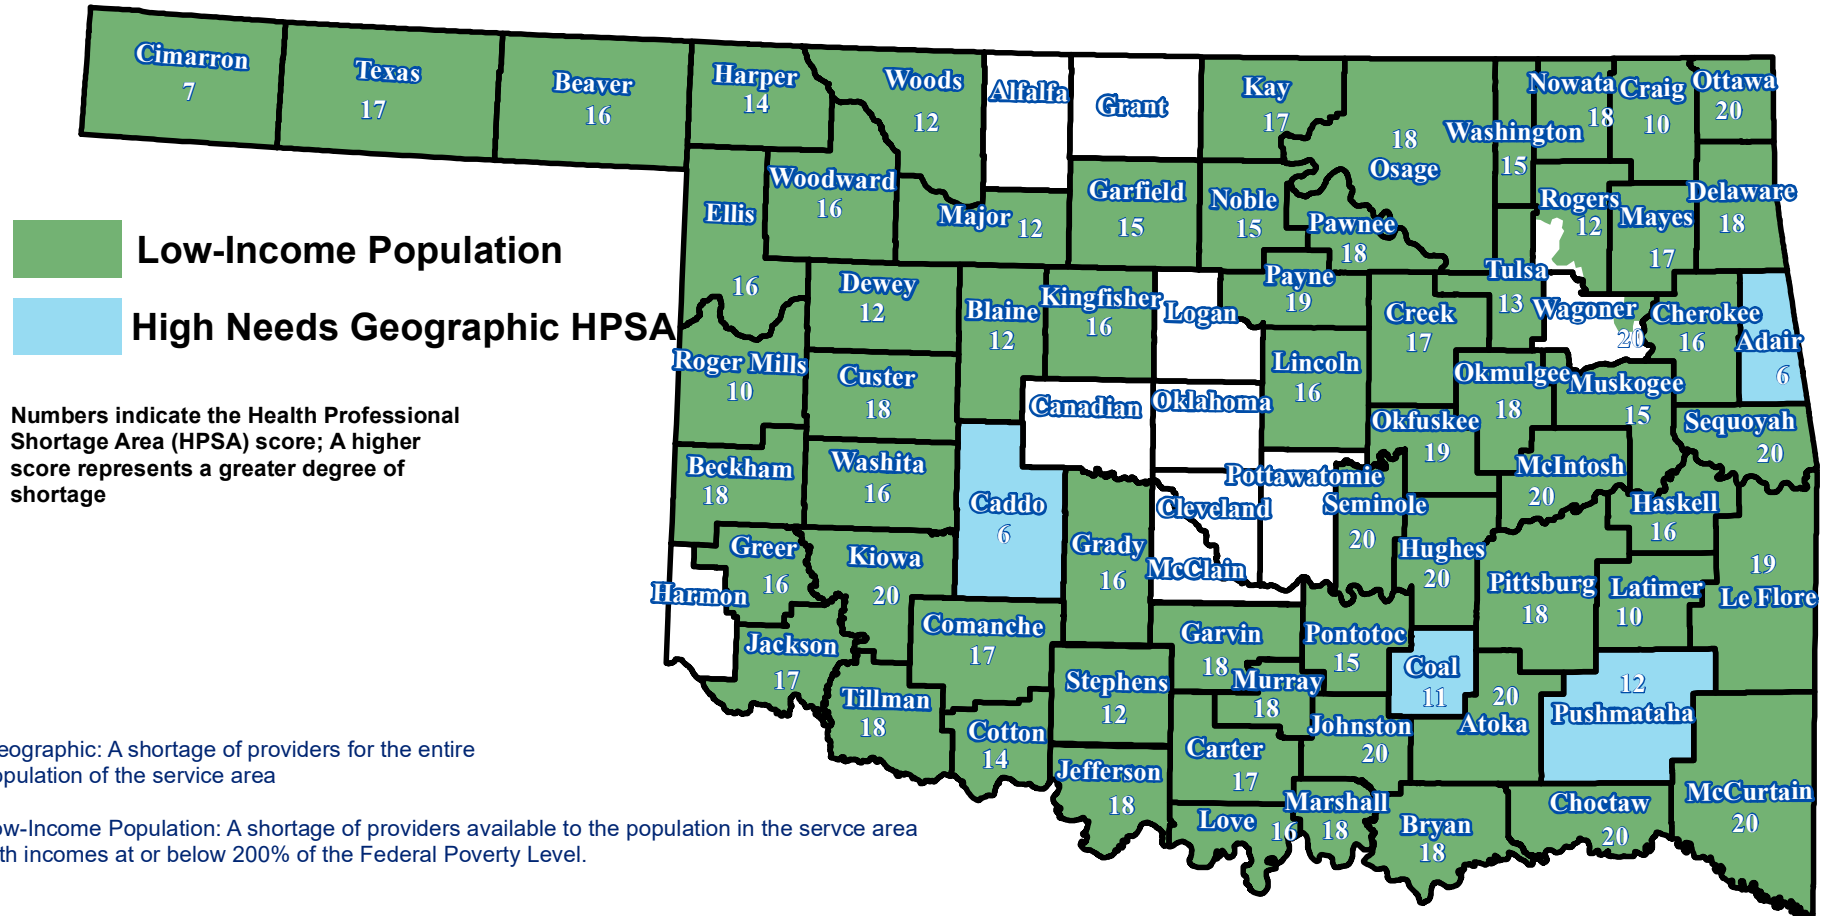 Cimarron
7
Texas
17
Beaver
16
Harper
14
Woods
12
Alfalfa
Grant
Kay
17
18
Osage
Washington
15
Nowata
18
Craig
10
Ottawa
20
Woodward
16
Ellis
16
Major 12
Garfield
15
Noble
15
Pawnee
18
Rogers
12
Mayes
17
Delaware
18
Low-Income Population
High Needs Geographic HPSA
Numbers indicate the Health Professional
Shortage Area (HPSA) score; A higher
score represents a greater degree of
shortage
Dewey
12
Blaine
12
Kingfisher
16
Logan
Payne
19
Creek
17
Tulsa
13
Wagoner
20
Cherokee
16
Adair
6
Roger Mills
10
Custer
18
Canadian
Oklahoma
Lincoln
16
Okmulgee
18
Muskogee
15
Okfuskee
19
Sequoyah
20
Beckham
18
Washita
16
Caddo
6
Grady
16
Cleveland
Pottawatomie
Seminole
20
McIntosh
20
Haskell
16
Greer
16
Kiowa
20
McClain
Hughes
20
Pittsburg
18
Latimer
10
19
Le Flore
Harmon
Jackson
17
Comanche
17
Garvin
18
Pontotoc
15
Coal
11
20
Atoka
12
Pushmataha
Tillman
18
Cotton
14
Stephens
12
Murray
18
Johnston
20
Carter
17
Jefferson
18
Love 16
Marshall
18
Bryan
18
Choctaw
20
McCurtain
20
eographic: A shortage of providers for the entire
opulation of the service area
ow-Income Population: A shortage of providers available to the population in the servce area
th incomes at or below 200% of the Federal Poverty Level.